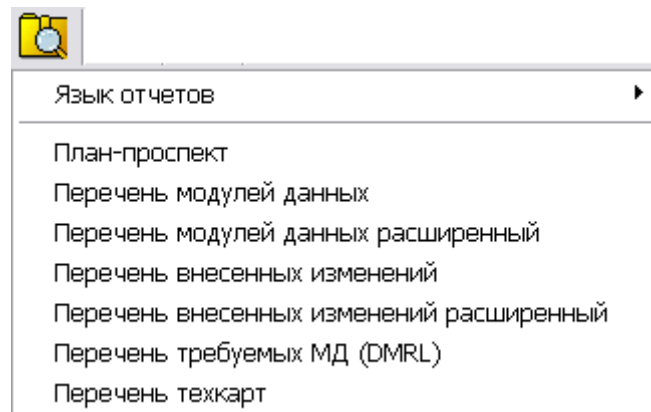 Язык отчетов
План-проспект
Перечень модулей данных
Перечень модулей данных расширенный
Перечень внесенных изменений
Перечень внесенных изменений расширенный
Перечень требуемых МД (DMRL)
Перечень техкарт